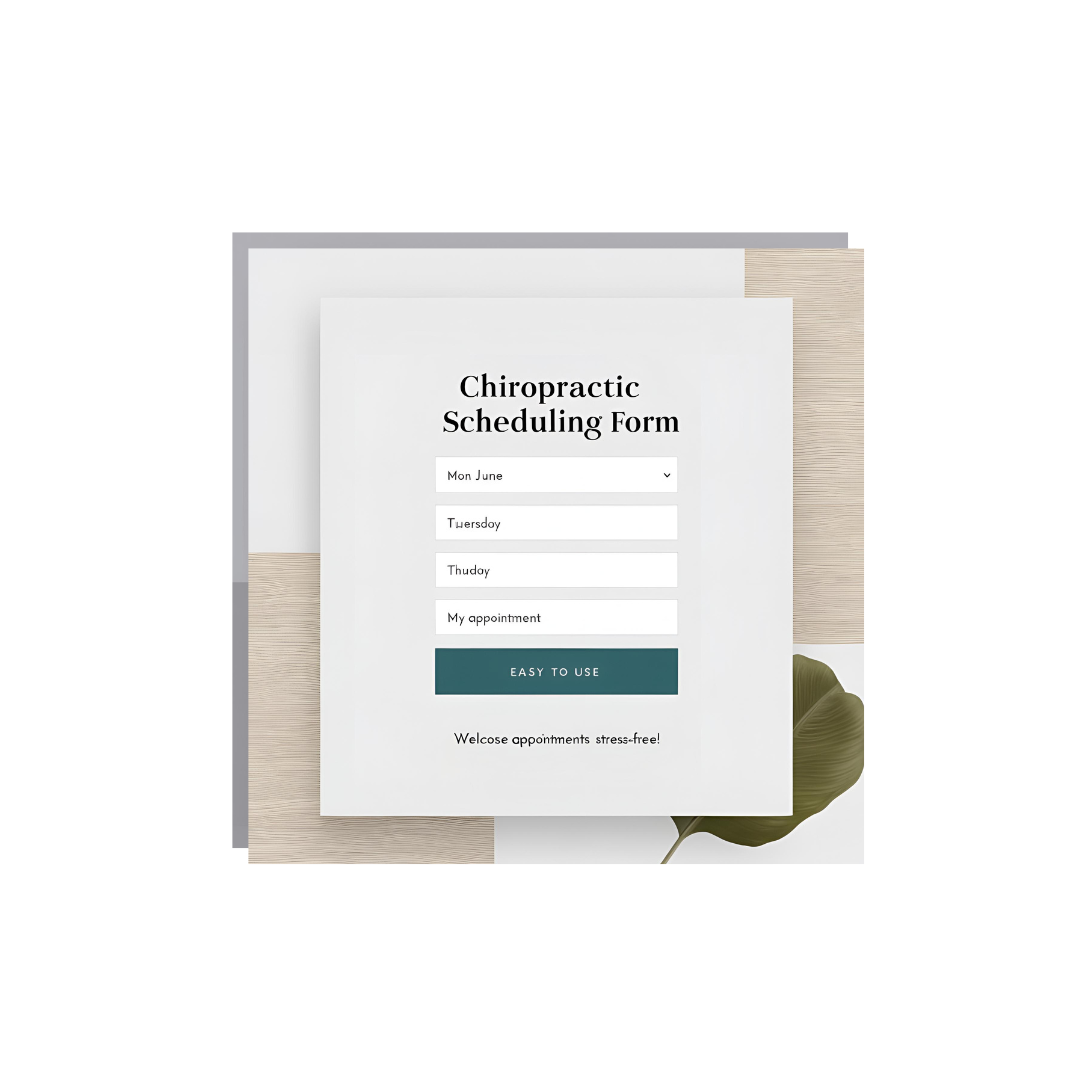 Chiropractic
Scheduling Form
Mon June
Tuersday
Thuday
My appointment
EASY TO USE
Welcose appointments stress-free!